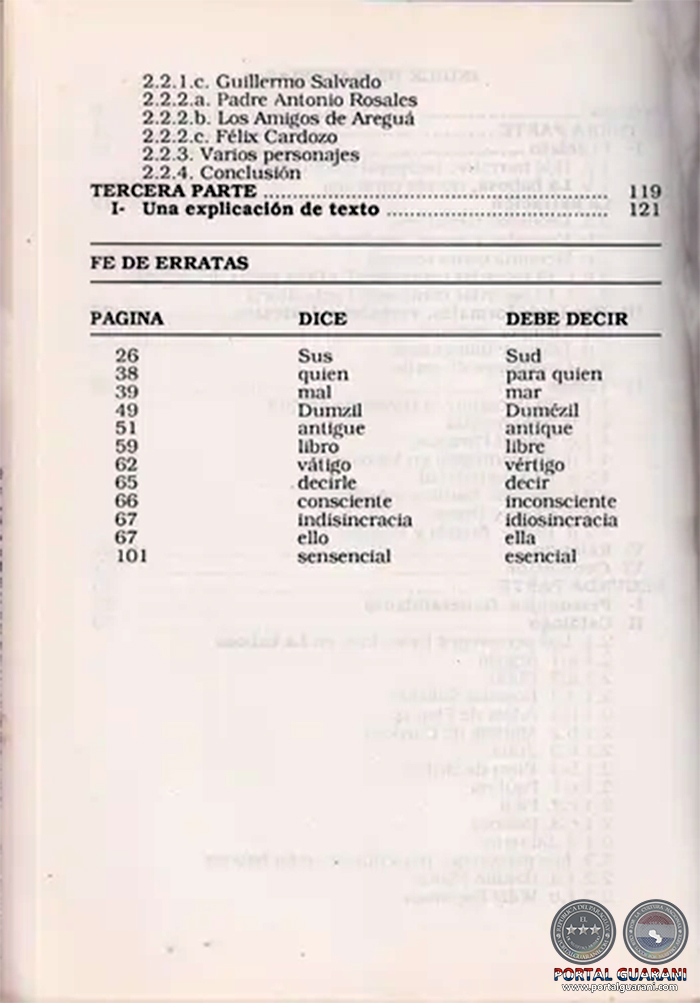 2.2.1.c. Guillermo Salvado
2.2.2.a. Padre Antonio Rosales
2.2.2.b. Los Amigos de Areguá
2.2.2.c. Félix Cardozo
2.2.3. Varios personajes
2.2.4. Conclusión
TERCERA PARTE ........................................ 119
I- Una explicación de texto ........................ 121
FE DE ERRATAS
PAGINA DICE DEBE DECIR
26 Sus Sud
38 quien para quien
39 mal mar
49 Dumzil Dumézil
51 antigue antique
59 libro libre
62 vátigo vértigo
65 decirle decir
66 consciente inconsciente
67 indisincracia idiosincracia
67 ello ella
101 sensencial esencial
PORTAL GUARANI
www.portalguarani.com